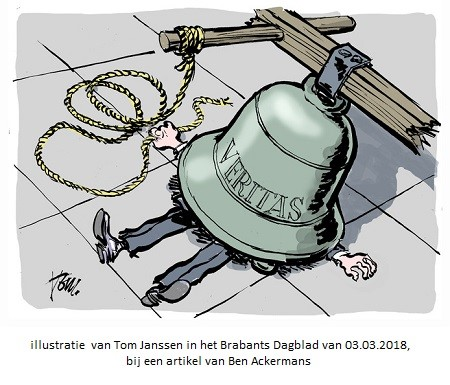 VERITAS
illustratie van Tom Janssen in het Brabants Dagblad van 03.03.2018,
bij een artikel van Ben Ackermans